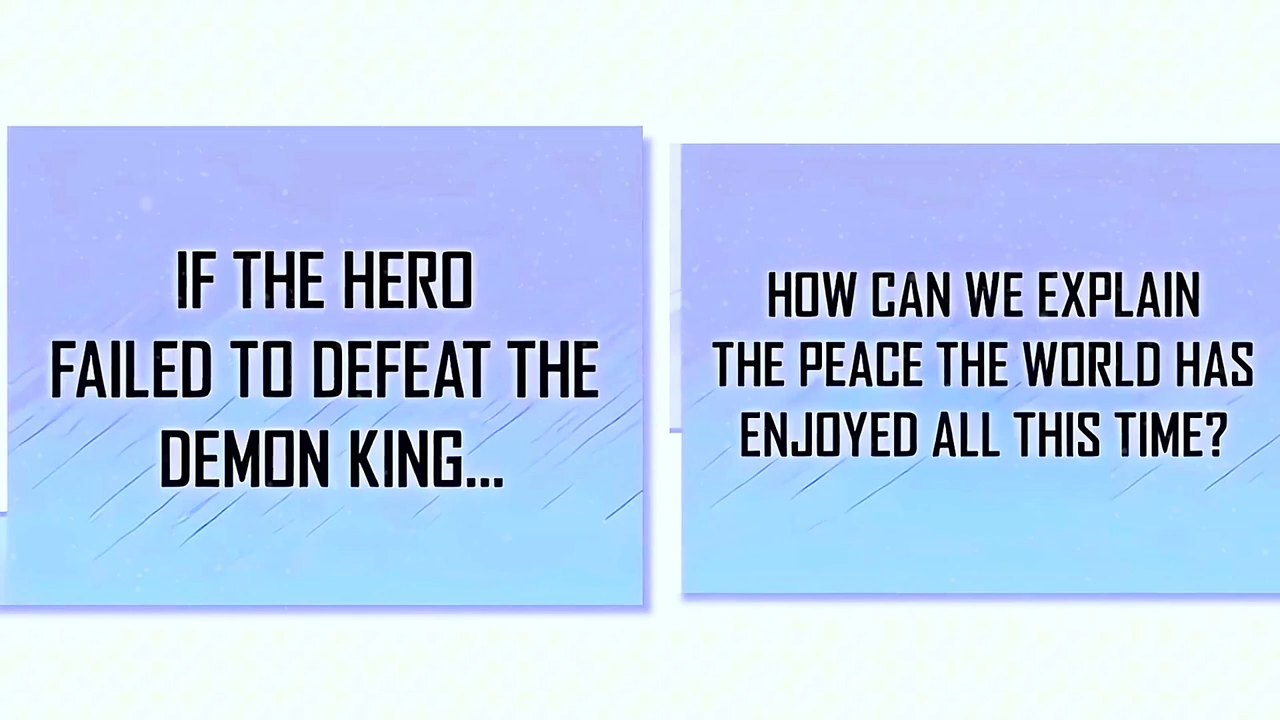 IF THE HERO
FAILED TO DEFEAT THE
DEMON KING...
HOW CAN WE EXPLAIN
THE PEACE THE WORLD HAS
ENJOYED ALL THIS TIME?